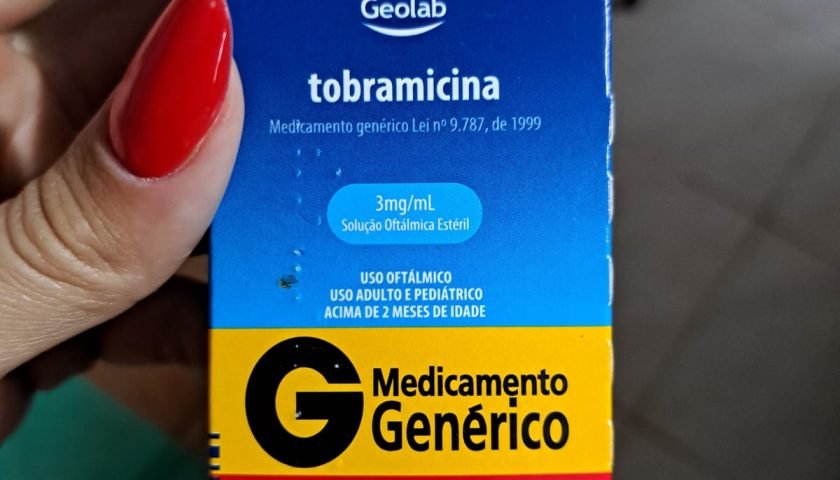 Geolab
tobramicina
Medicamento genérico Lei nº 9.787, de 1999
3mg/mL
Solução Oftálmica Estéril
USO OFTÁLMICO
USO ADULTO E PEDIÁTRICO
ACIMA DE 2 MESES DE IDADE
G Medicamento
Genérico